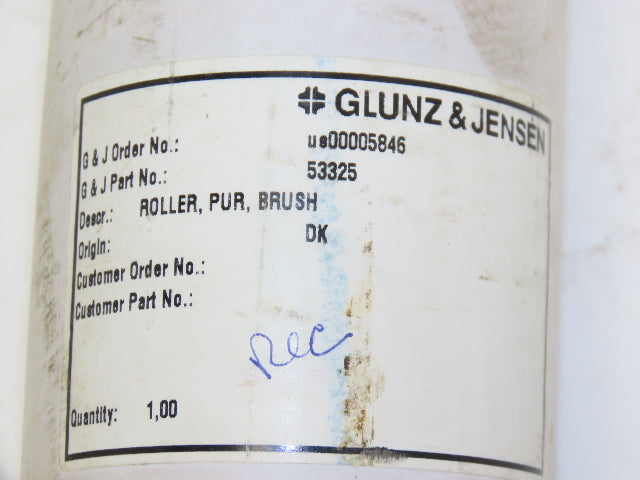 GLUNZ & JENSEN
G & J Order No.: us00005846
G & J Part No.: 53325
Descr.: ROLLER, PUR, BRUSH
Origin: DK
Customer Order No.:
Customer Part No.:
Rec
Quantity: 1,00